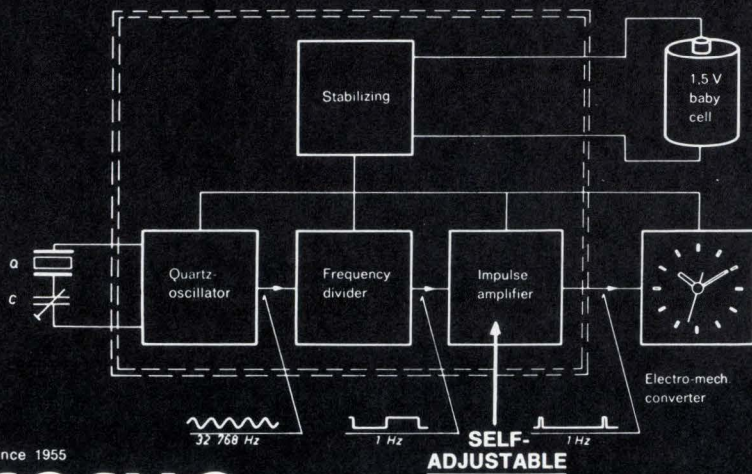 Stabilizing
1,5 V
baby
cell
Q
C
Quartz-
oscillator
Frequency
divider
Impulse
amplifier
Electro-mech.
converter
32 768 Hz
1 Hz
SELF-
ADJUSTABLE
1 Hz
nce 1955